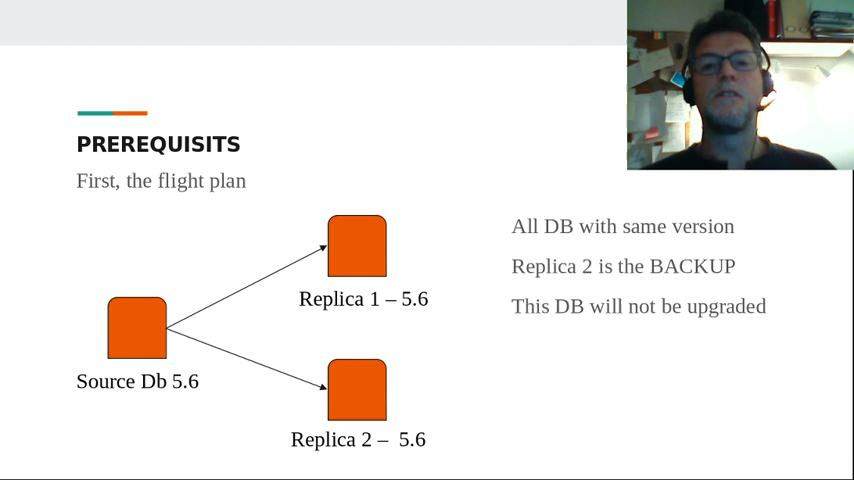 PREREQUISITS
First, the flight plan
All DB with same version
Replica 2 is the BACKUP
This DB will not be upgraded
Replica 1 – 5.6
Source Db 5.6
Replica 2 –  5.6